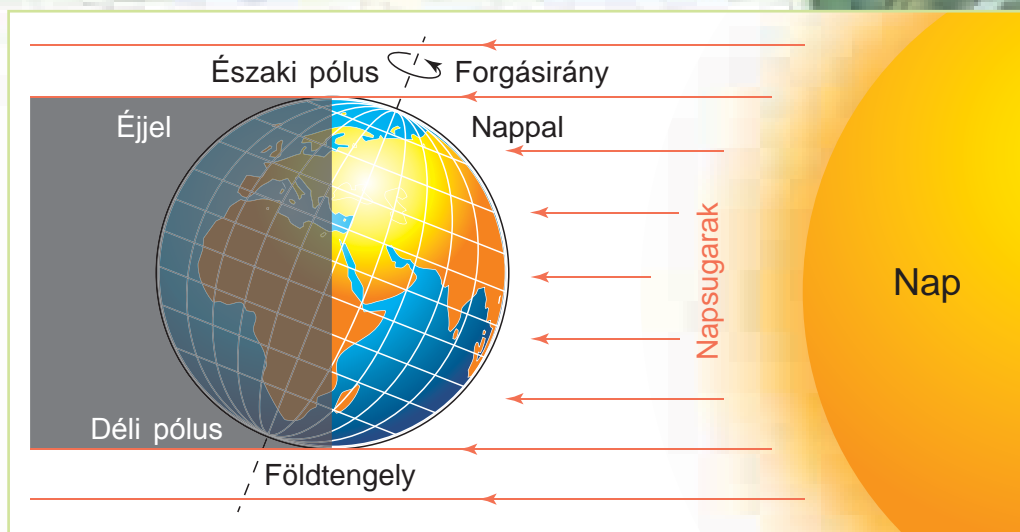 Északi pólus
Forgásirány
Éjjel
Nappal
Napsugarak
Nap
Déli pólus
Földtengely